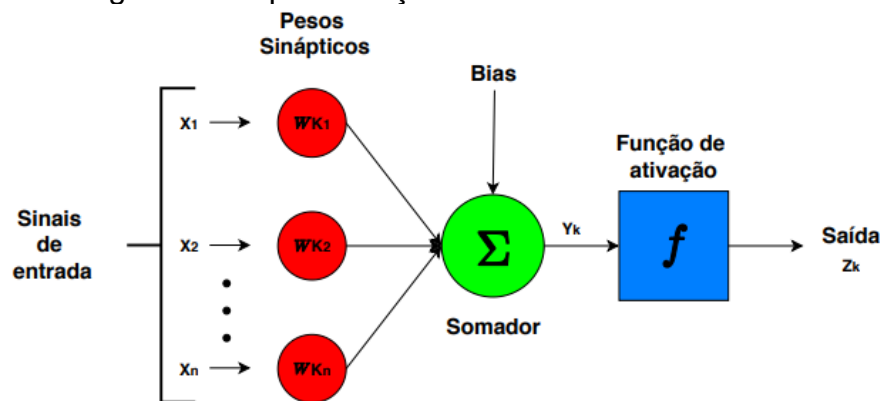 Pesos
Sinápticos
Bias
X1
WK1
Função de
ativação
Sinais
de
entrada
X2
WK2
Σ
Yk
f
Saída
Zk
Somador
Xn
WKn